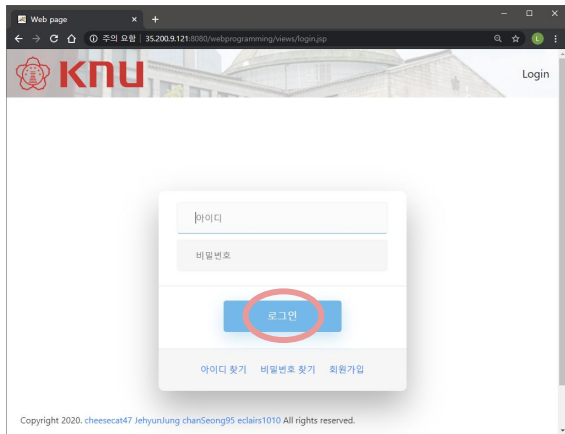 Web page
주의 요함 35.200.9.121:8080/webprogramming/views/login.jsp
L
KNU
Login
아이디
비밀번호
로그인
아이디 찾기 비밀번호 찾기 회원가입
Copyright 2020. cheesecat47 JehyunJung chanSeong95 eclairs1010 All rights reserved.